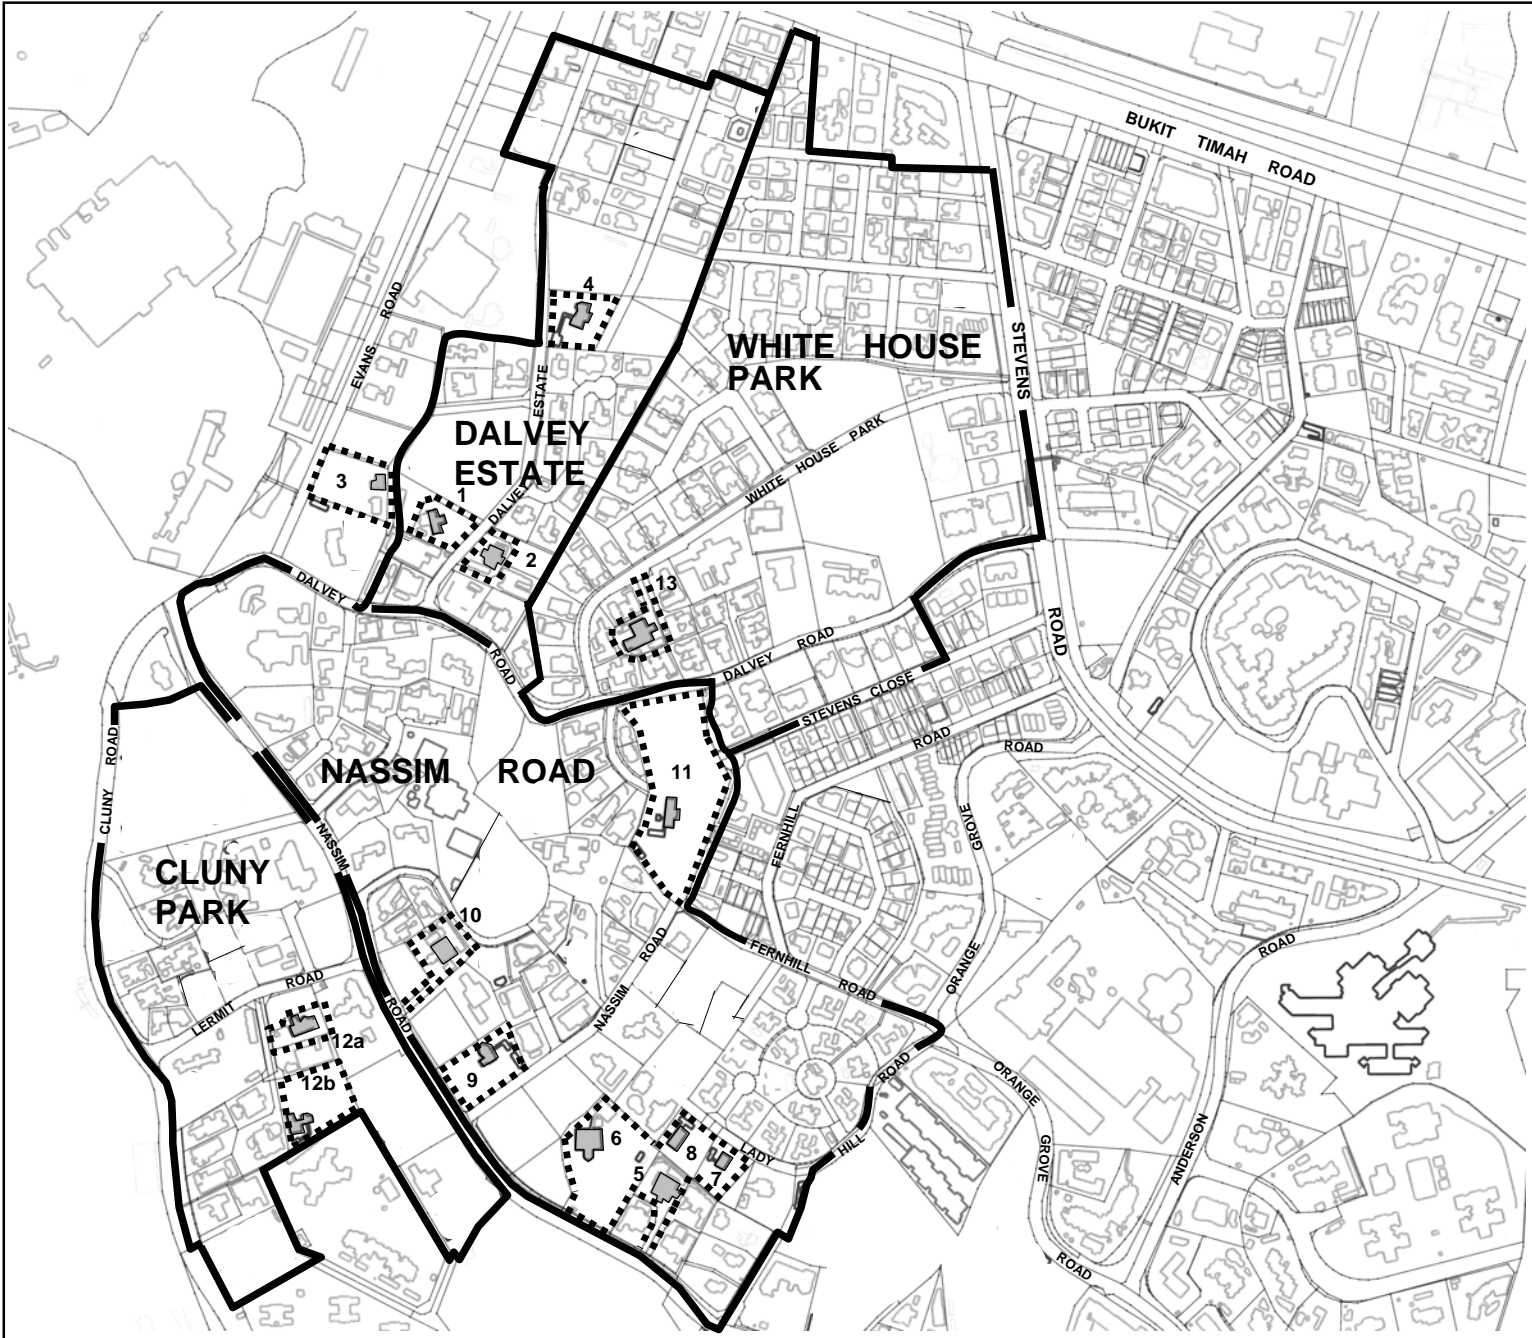 BUKIT TIMAH ROAD
EVANS ROAD
4
STEVENS ROAD
WHITE HOUSE
PARK
DALVEY
ESTATE
DALVEY ESTATE
WHITE HOUSE PARK
3
1
2
13
DALVEY ROAD
DALVEY ROAD
STEVENS CLOSE
ROAD
ROAD
CLUNY ROAD
NASSIM ROAD
11
FERNHILL
GROVE
NASSIM
CLUNY
PARK
10
ROAD
NASSIM ROAD
FERNHILL ROAD
ORANGE
ROAD
LERMIT ROAD
12a
12b
9
ROAD
ORANGE
GROVE
ROAD
6
5
8
7
LADY
HILL
ANDERSON